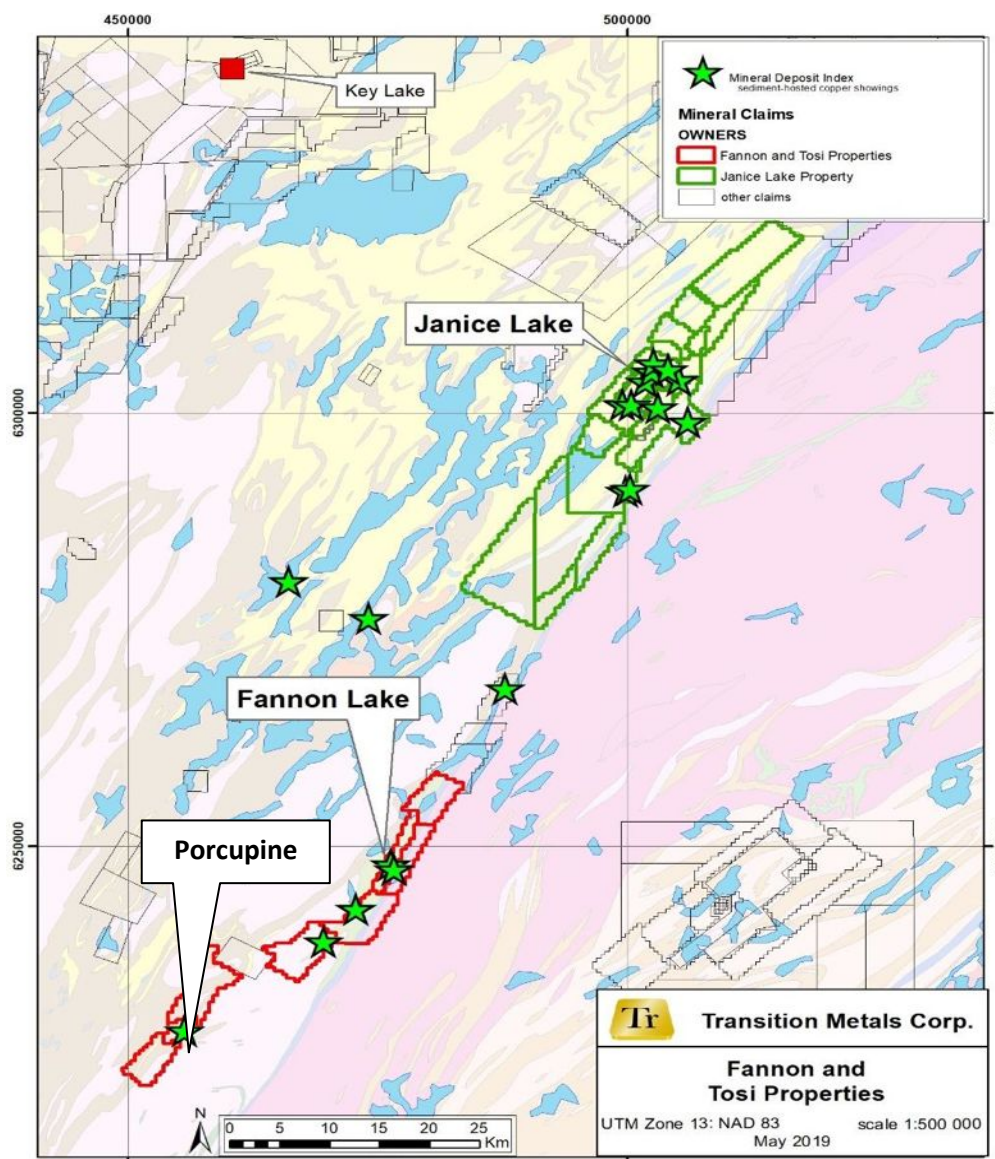 450000
500000
Key Lake
Mineral Deposit Index
sediment-hosted copper showings
Mineral Claims
OWNERS
Fannon and Tosi Properties
Janice Lake Property
other claims
Janice Lake
6300000
Fannon Lake
6250000
Porcupine
Tr
Transition Metals Corp.
Fannon and
Tosi Properties
UTM Zone 13: NAD 83
scale 1:500 000
May 2019
N
0 5 10 15 20 25
Km